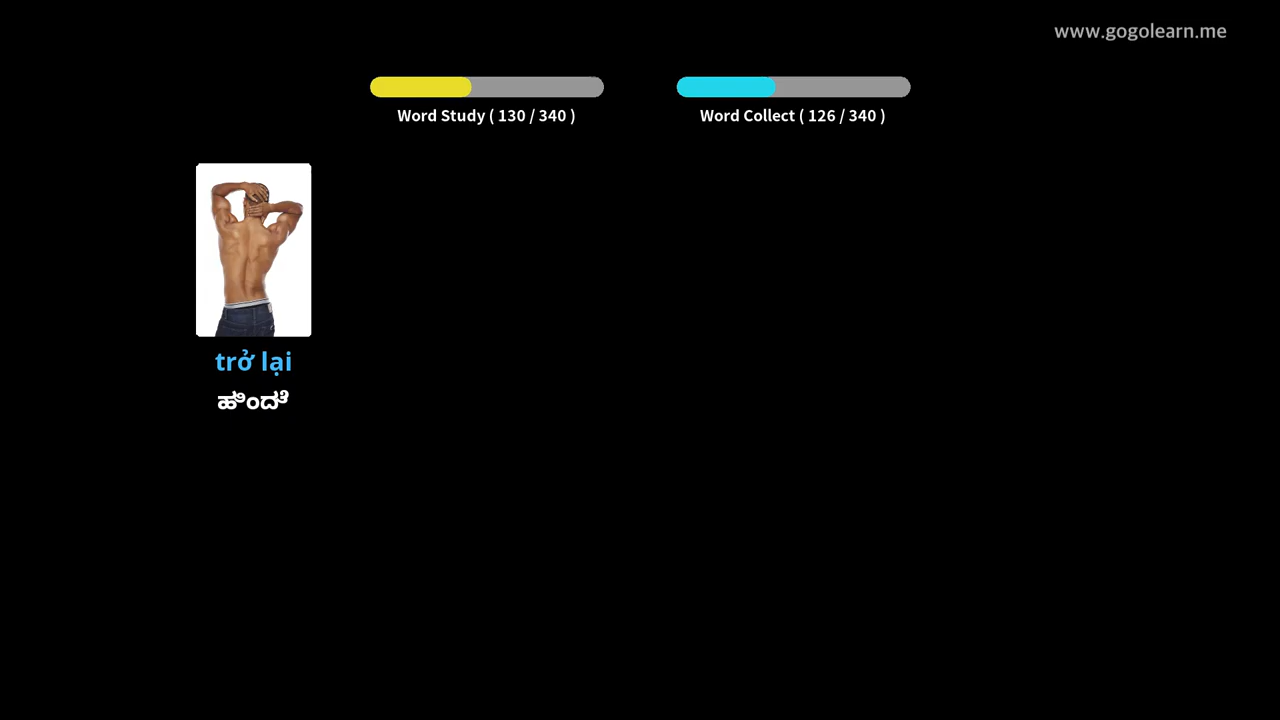 www.gogolearn.me
Word Study ( 130 / 340 )
Word Collect ( 126 / 340 )
trở lại
ಹಿಂದೆ